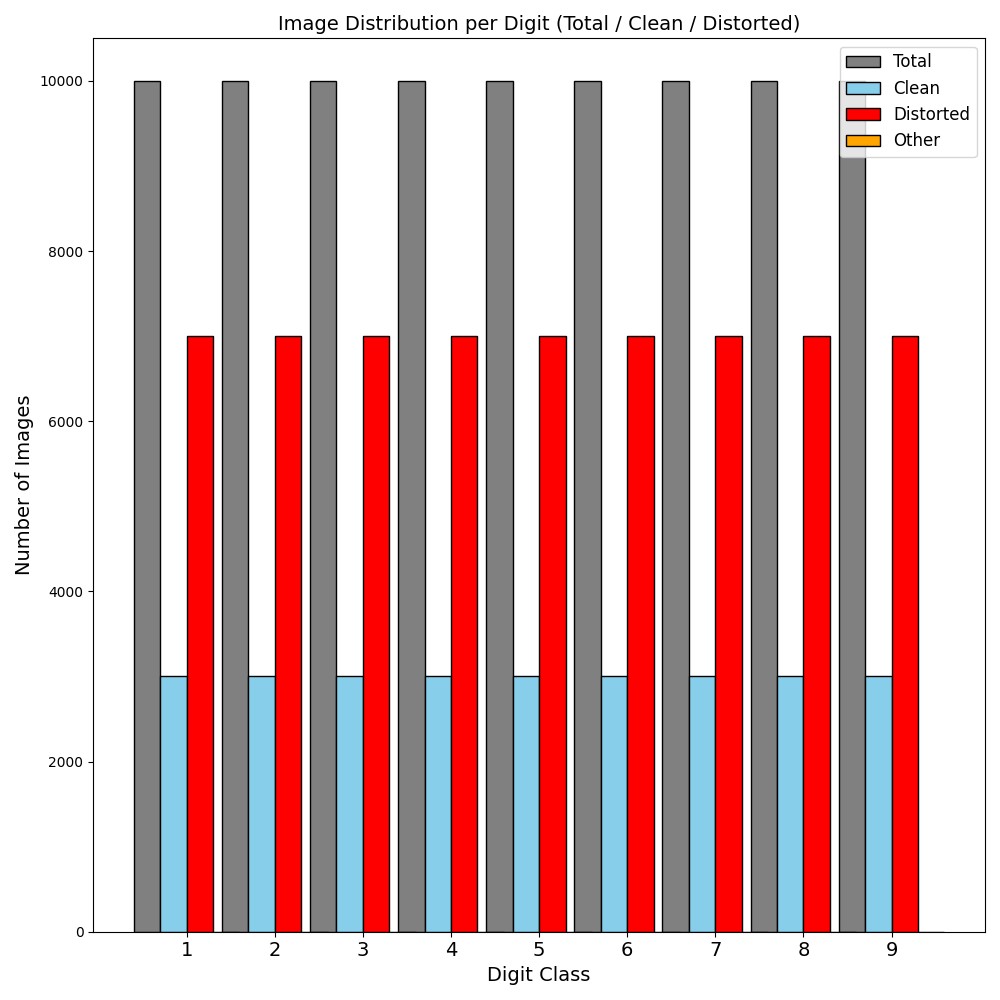 Image Distribution per Digit (Total / Clean / Distorted)
Total
Clean
Distorted
Other
10000
8000
6000
4000
2000
0
Number of Images
1 2 3 4 5 6 7 8 9
Digit Class